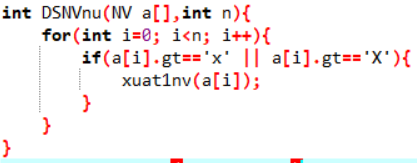 int DSNVnu(NV a[],int n){
for(int i=0; i<n; i++){
if(a[i].gt=='x' || a[i].gt=='X'){
xuat1nv(a[i]);
}
}
}